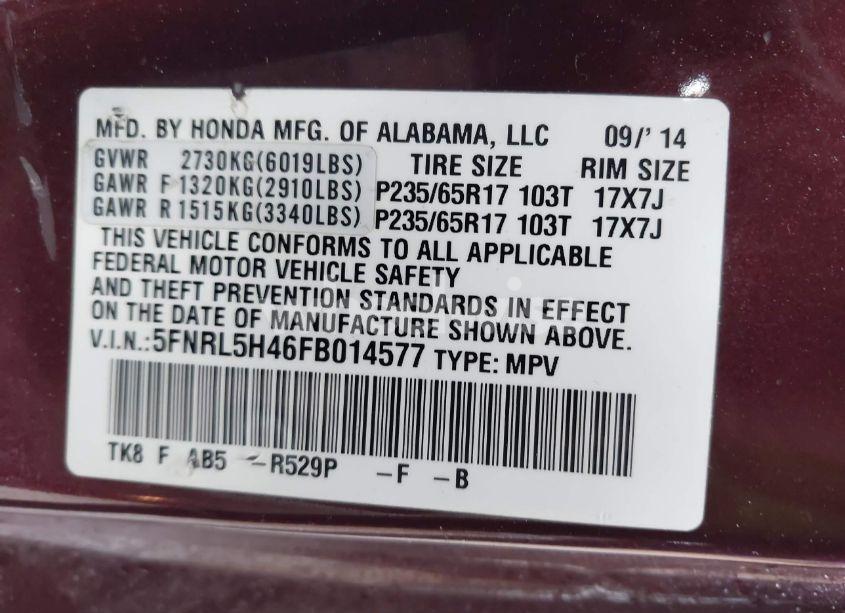 MFD. BY HONDA MFG. OF ALABAMA, LLC 09/' 14
GVWR 2730KG(6019LBS) TIRE SIZE RIM SIZE
GAWR F 1320KG(2910LBS) P235/65R17 103T 17X7J
GAWR R 1515KG(3340LBS) P235/65R17 103T 17X7J
THIS VEHICLE CONFORMS TO ALL APPLICABLE
FEDERAL MOTOR VEHICLE SAFETY
AND THEFT PREVENTION STANDARDS IN EFFECT
ON THE DATE OF MANUFACTURE SHOWN ABOVE.
V.I.N.:5FNRL5H46FB014577 TYPE: MPV
TK8 F AB5 -R529P -F -B